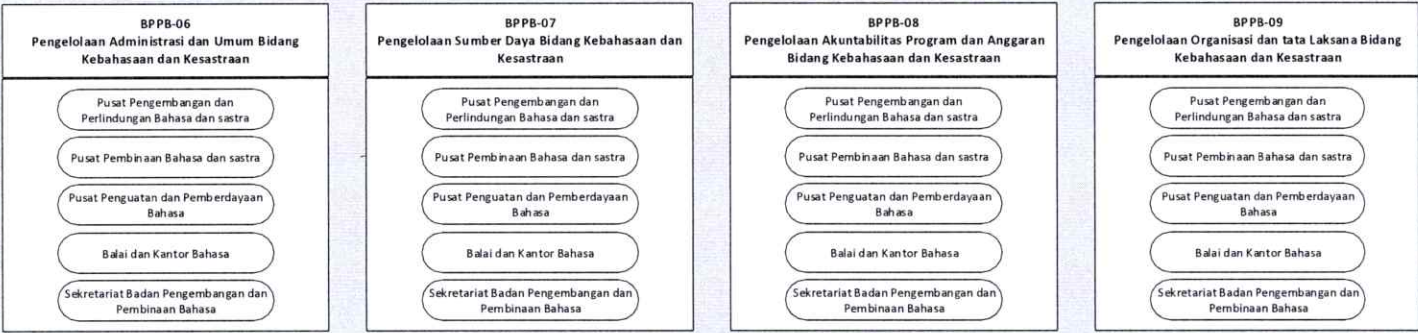 BPPB-06
Pengelolaan Administrasi dan Umum Bidang
Kebahasaan dan Kesastraan
Pusat Pengembangan dan
Perlindungan Bahasa dan sastra
Pusat Pembinaan Bahasa dan sastra
Pusat Penguatan dan Pemberdayaan
Bahasa
Balai dan Kantor Bahasa
Sekretariat Badan Pengembangan dan
Pembinaan Bahasa
BPPB-07
Pengelolaan Sumber Daya Bidang Kebahasaan dan
Kesastraan
Pusat Pengembangan dan
Perlindungan Bahasa dan sastra
Pusat Pembinaan Bahasa dan sastra
Pusat Penguatan dan Pemberdayaan
Bahasa
Balai dan Kantor Bahasa
Sekretariat Badan Pengembangan dan
Pembinaan Bahasa
BPPB-08
Pengelolaan Akuntabilitas Program dan Anggaran
Bidang Kebahasaan dan Kesastraan
Pusat Pengembangan dan
Perlindungan Bahasa dan sastra
Pusat Pembinaan Bahasa dan sastra
Pusat Penguatan dan Pemberdayaan
Bahasa
Balai dan Kantor Bahasa
Sekretariat Badan Pengembangan dan
Pembinaan Bahasa
BPPB-09
Pengelolaan Organisasi dan tata Laksana Bidang
Kebahasaan dan Kesastraan
Pusat Pengembangan dan
Perlindungan Bahasa dan sastra
Pusat Pembinaan Bahasa dan sastra
Pusat Penguatan dan Pemberdayaan
Bahasa
Balai dan Kantor Bahasa
Sekretariat Badan Pengembangan dan
Pembinaan Bahasa